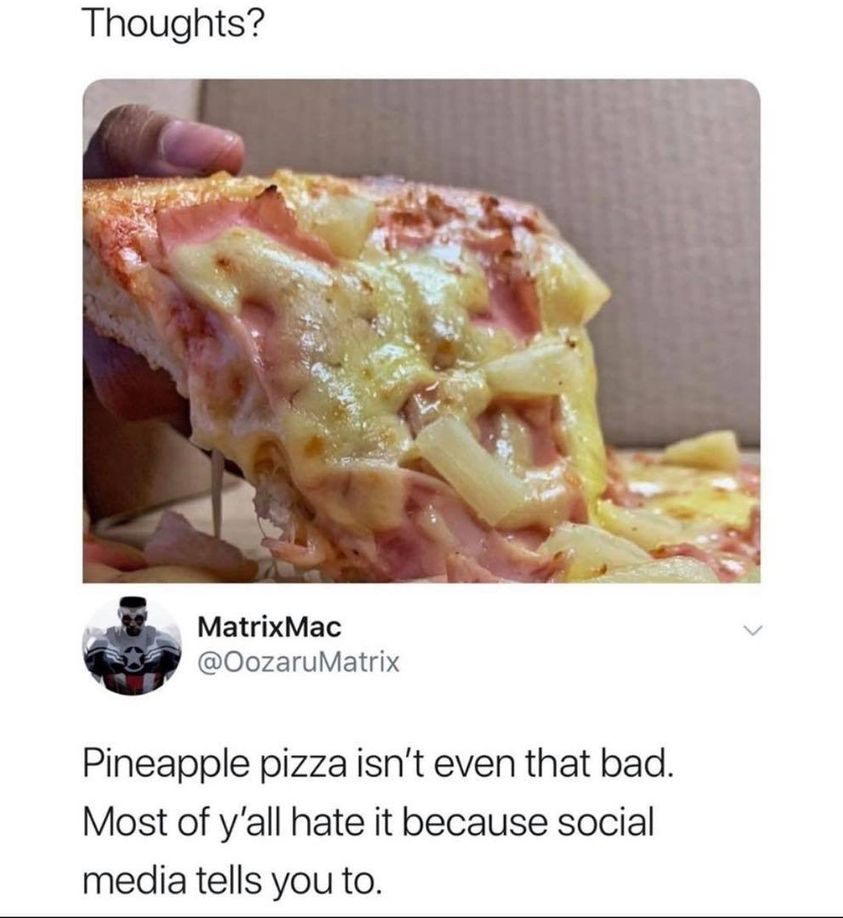 Thoughts?
MatrixMac
@OozaruMatrix
Pineapple pizza isn't even that bad.
Most of y'all hate it because social
media tells you to.